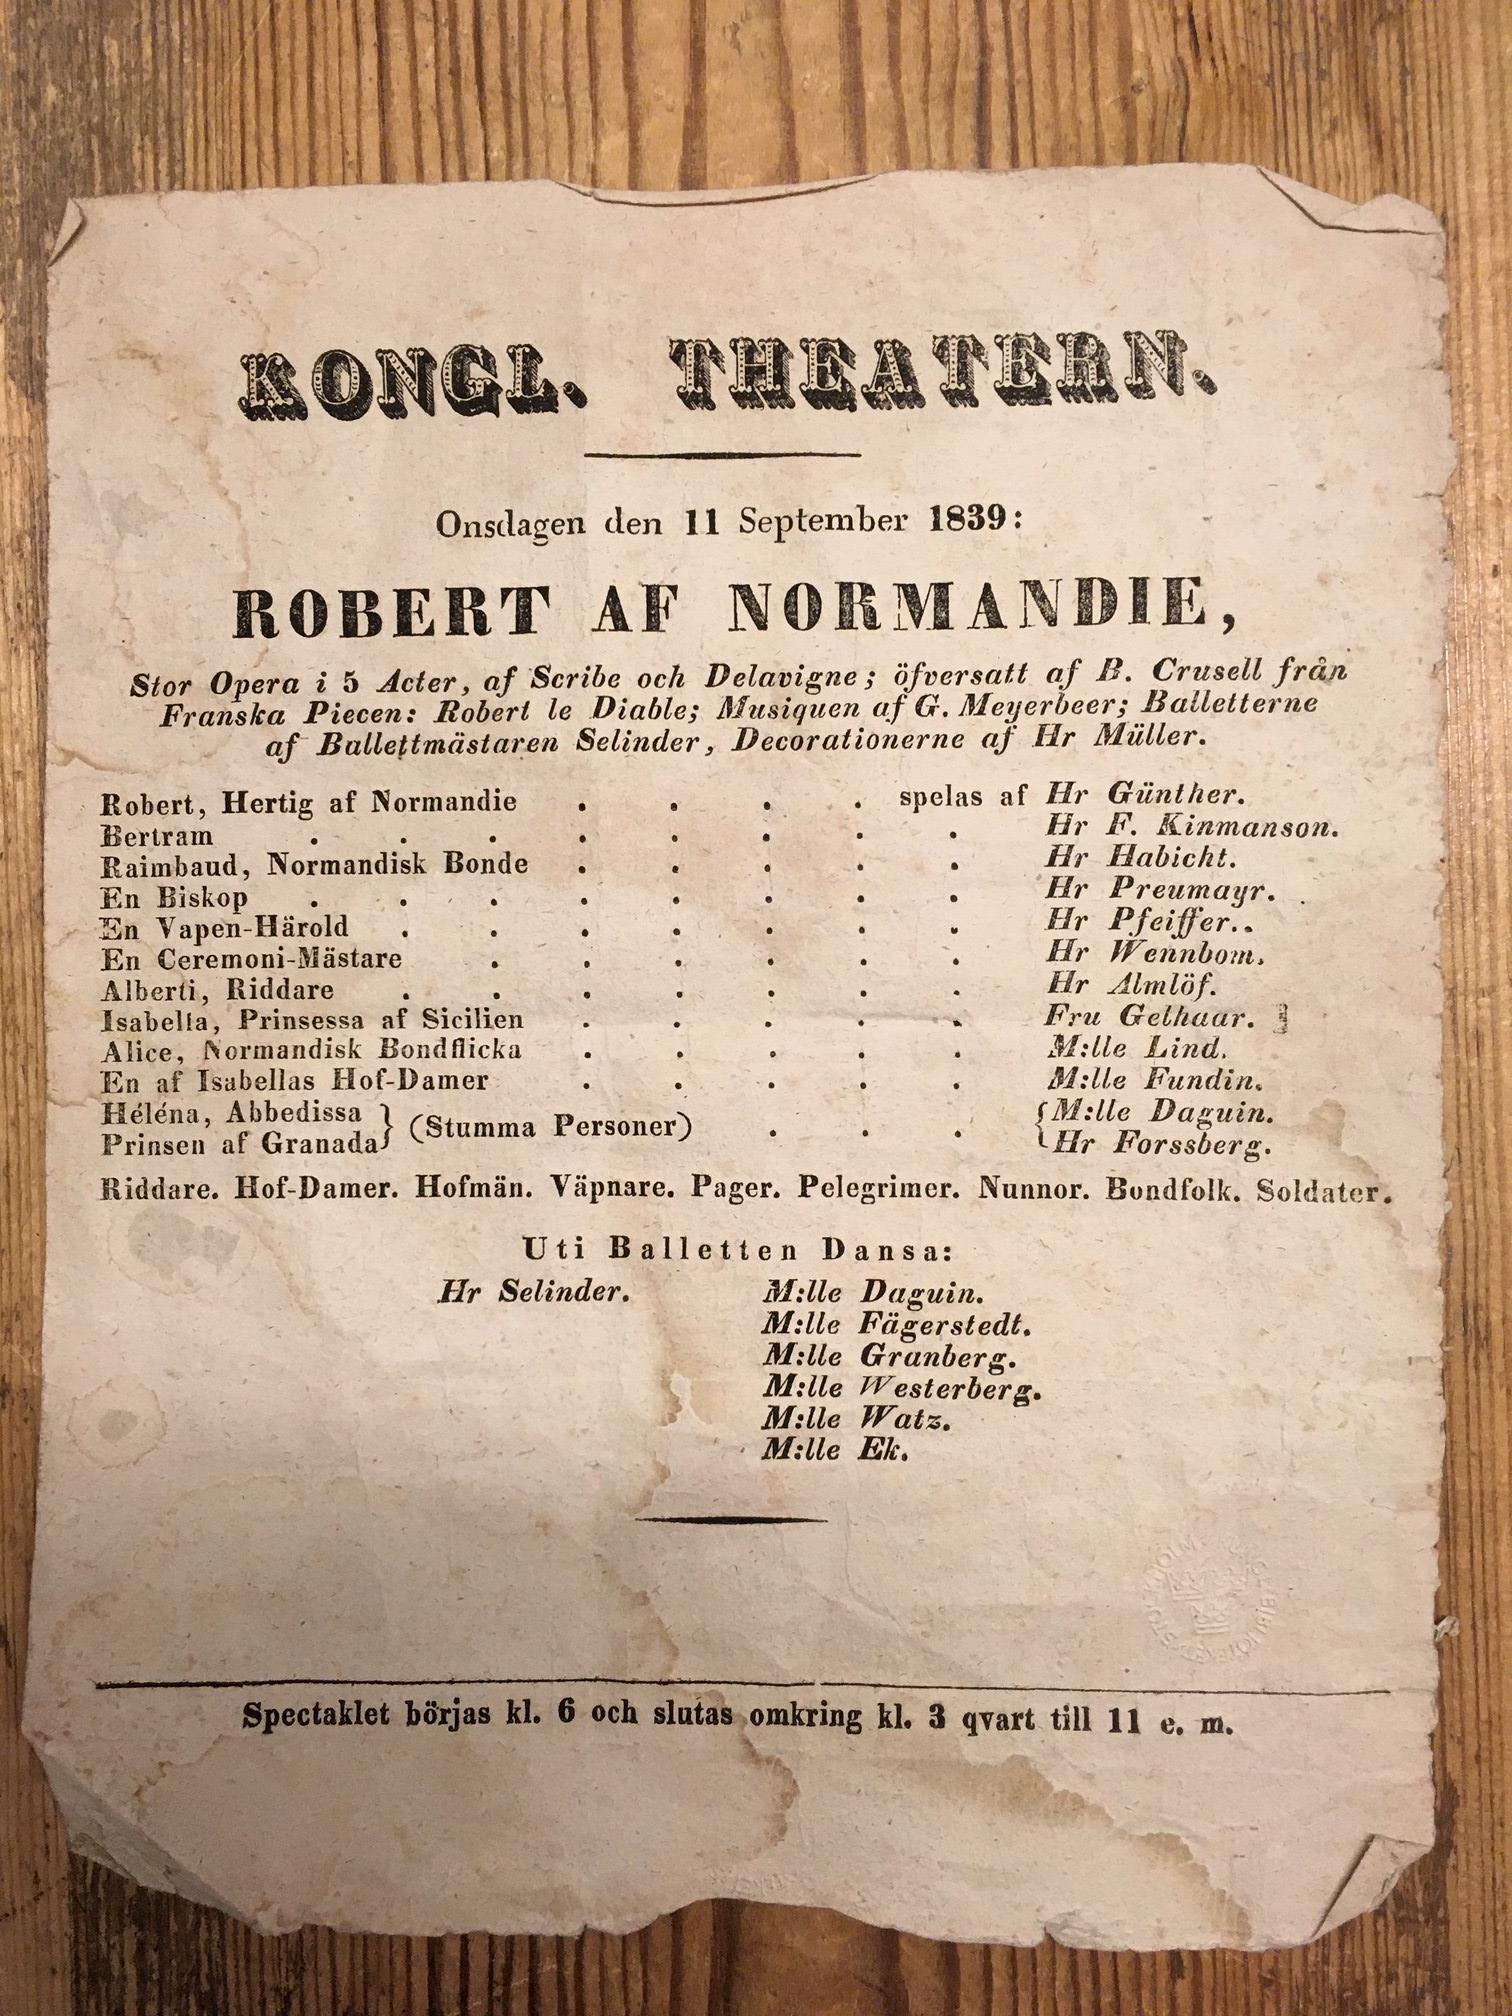 KONGL. THEATERN.
Onsdagen den 11 September 1839:
ROBERT AF NORMANDIE,
Stor Opera i 5 Acter, af Scribe och Delavigne; öfversatt af B. Crusell från
Franska Piecen: Robert le Diable; Musiquen af G. Meyerbeer; Balletterne
af Ballettmästaren Selinder, Decorationerne af Hr Müller.
Robert, Hertig af Normandie . . . . spelas af Hr Günther.
Bertram . . . . . . . . Hr F. Kinmanson.
Raimbaud, Normandisk Bonde . . . . . Hr Habicht.
En Biskop . . . . . . . . Hr Preumayr.
En Vapen-Härold . . . . . . . Hr Pfeiffer..
En Ceremoni-Mästare . . . . . . Hr Wennbom.
Alberti, Riddare . . . . . . . Hr Almlöf.
Isabella, Prinsessa af Sicilien . . . . . Fru Gelhaar.
Alice, Normandisk Bondflicka . . . . . M:lle Lind.
En af Isabellas Hof-Damer . . . . . M:lle Fundin.
Héléna, Abbedissa } (Stumma Personer) . . . { M:lle Daguin.
Prinsen af Granada Hr Forssberg.
Riddare. Hof-Damer. Hofmän. Väpnare. Pager. Pelegrimer. Nunnor. Bondfolk. Soldater.
Uti Balletten Dansa:
Hr Selinder. M:lle Daguin.
M:lle Fägerstedt.
M:lle Granberg.
M:lle Westerberg.
M:lle Watz.
M:lle Ek.
Spectaklet börjas kl. 6 och slutas omkring kl. 3 qvart till 11 e. m.